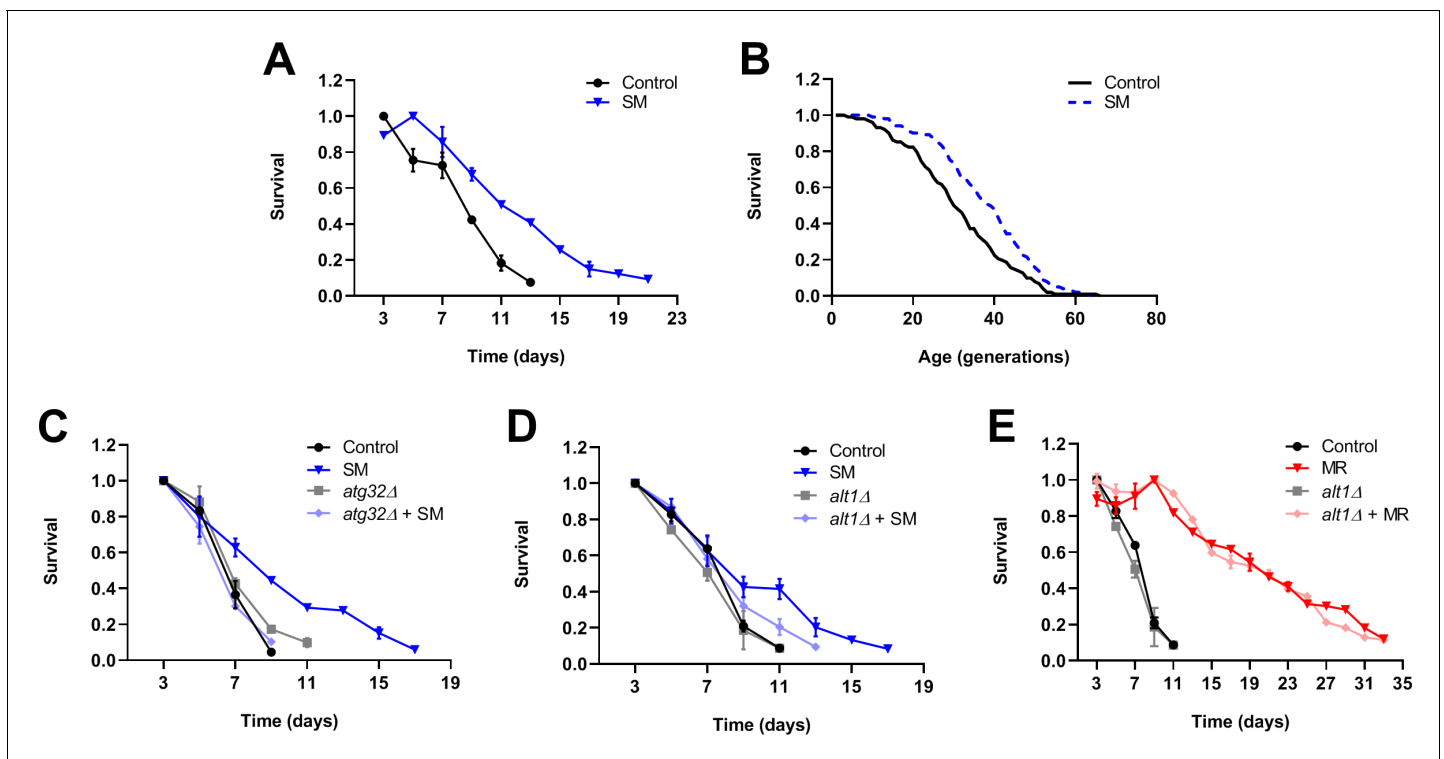 A
Control
SM
1.2
1.0
0.8
0.6
0.4
0.2
0.0
Survival
3 7 11 15 19 23
Time (days)
B
Control
SM
1.2
1.0
0.8
0.6
0.4
0.2
0.0
Survival
0 20 40 60 80
Age (generations)
C
Control
SM
atg32Δ
atg32Δ + SM
1.2
1.0
0.8
0.6
0.4
0.2
0.0
Survival
3 7 11 15 19
Time (days)
D
Control
SM
alt1Δ
alt1Δ + SM
1.2
1.0
0.8
0.6
0.4
0.2
0.0
Survival
3 7 11 15 19
Time (days)
E
Control
MR
alt1Δ
alt1Δ + MR
1.2
1.0
0.8
0.6
0.4
0.2
0.0
Survival
3 7 11 15 19 23 27 31 35
Time (days)